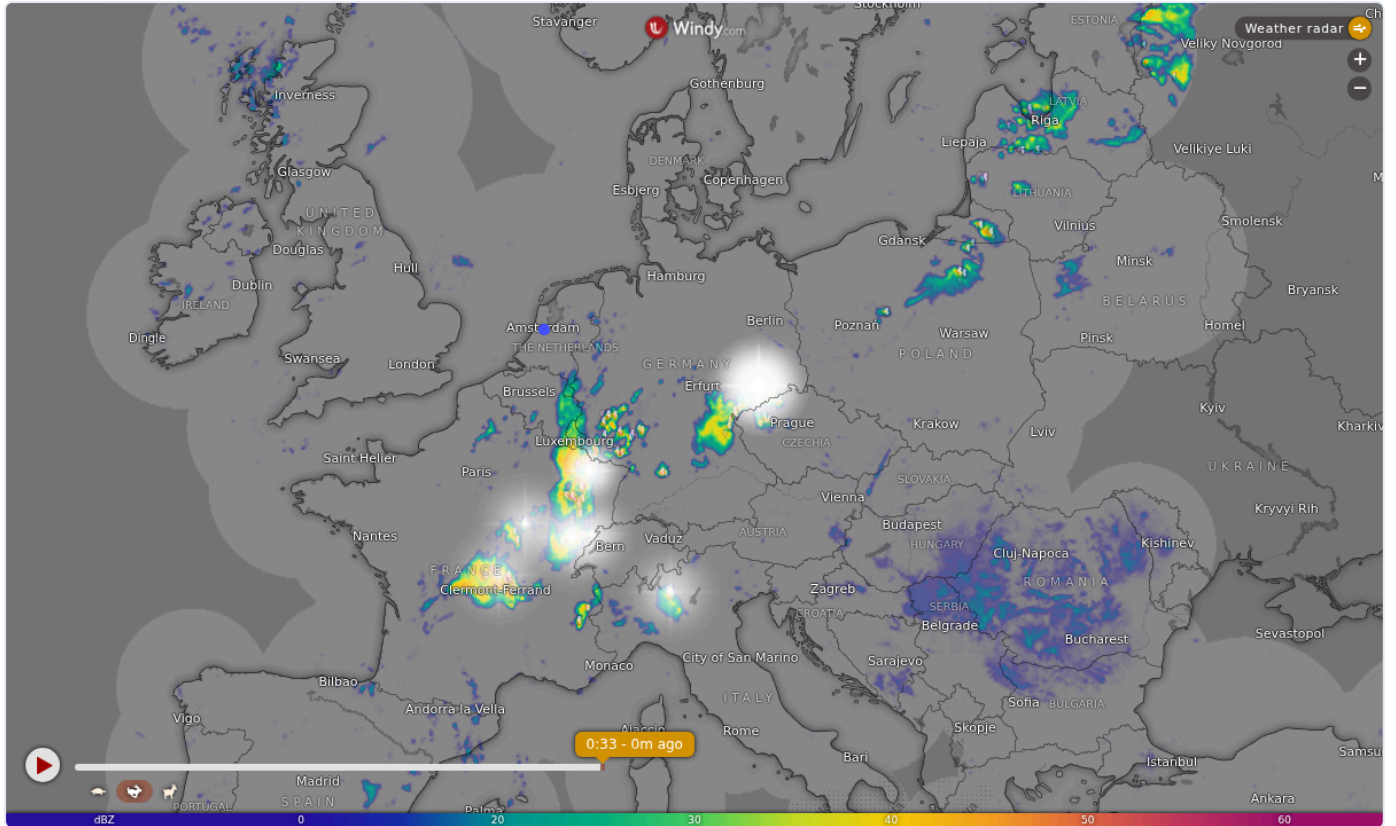 Stockholm
Stavanger
ESTONIA
Windy.com
Weather radar
Veliky Novgorod
+
−
Gothenburg
Inverness
LATVIA
Riga
Liepaja
Velikiye Luki
DENMARK
Glasgow
Esbjerg
Copenhagen
M
LITHUANIA
UNITED
KINGDOM
Vilnius
Smolensk
Gdansk
Douglas
Hull
Minsk
Hamburg
Dublin
Bryansk
IRELAND
BELARUS
Amsterdam
Berlin
Poznań
Warsaw
Homel
Dingle
Pinsk
THE NETHERLANDS
POLAND
Swansea
London
GERMANY
Brussels
Erfurt
Kyiv
Prague
Krakow
Lviv
Kharkiv
Luxembourg
CZECHIA
Saint Helier
Paris
UKRAINE
SLOVAKIA
Vienna
Kryvyi Rih
Budapest
Nantes
Vaduz
AUSTRIA
Bern
HUNGARY
Kishinev
Cluj-Napoca
FRANCE
ROMANIA
Clermont-Ferrand
Zagreb
SERBIA
CROATIA
Belgrade
Sevastopol
Bucharest
Monaco
City of San Marino
Sarajevo
Bilbao
ITALY
Sofia
BULGARIA
Andorra la Vella
Vigo
Ajaccio
Rome
Skopje
0:33 - 0m ago
Bari
Samsu
Istanbul
Madrid
SPAIN
PORTUGAL
Ankara
Palma
dBZ 0 20 30 40 50 60